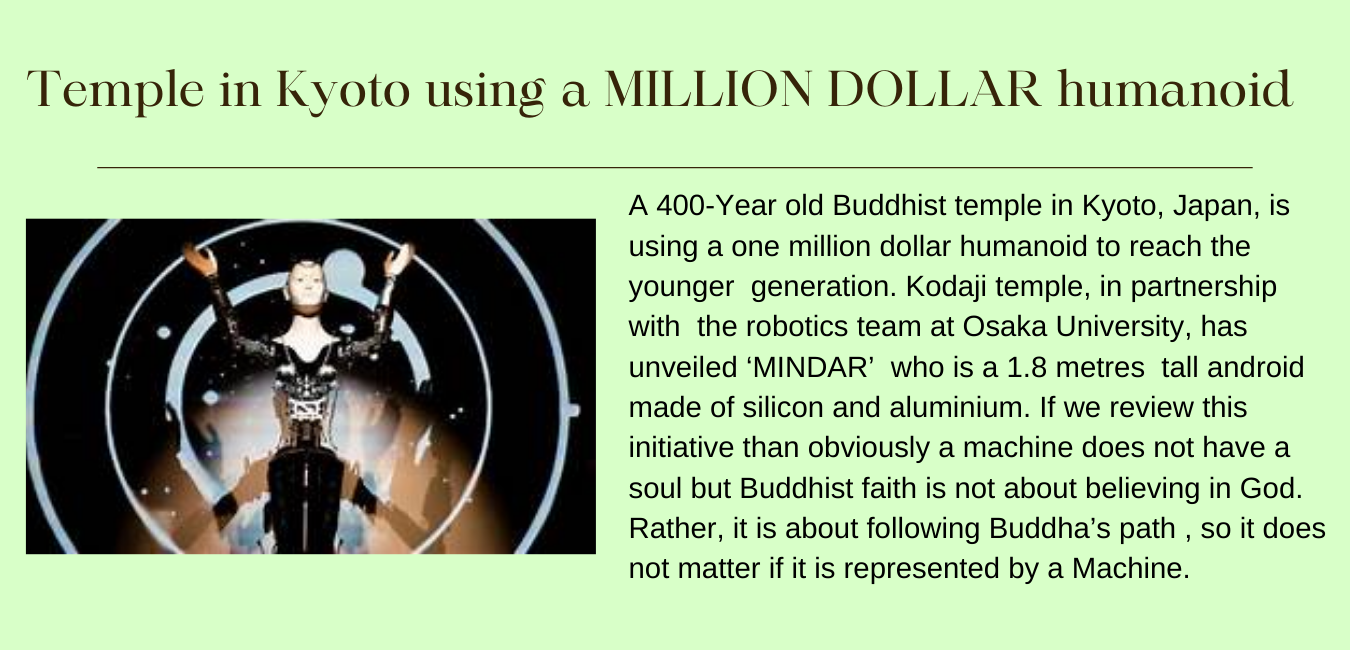 Temple in Kyoto using a MILLION DOLLAR humanoid
A 400-Year old Buddhist temple in Kyoto, Japan, is
using a one million dollar humanoid to reach the
younger  generation. Kodaji temple, in partnership
with  the robotics team at Osaka University, has
unveiled ‘MINDAR’  who is a 1.8 metres  tall android
made of silicon and aluminium. If we review this
initiative than obviously a machine does not have a
soul but Buddhist faith is not about believing in God.
Rather, it is about following Buddha’s path , so it does
not matter if it is represented by a Machine.